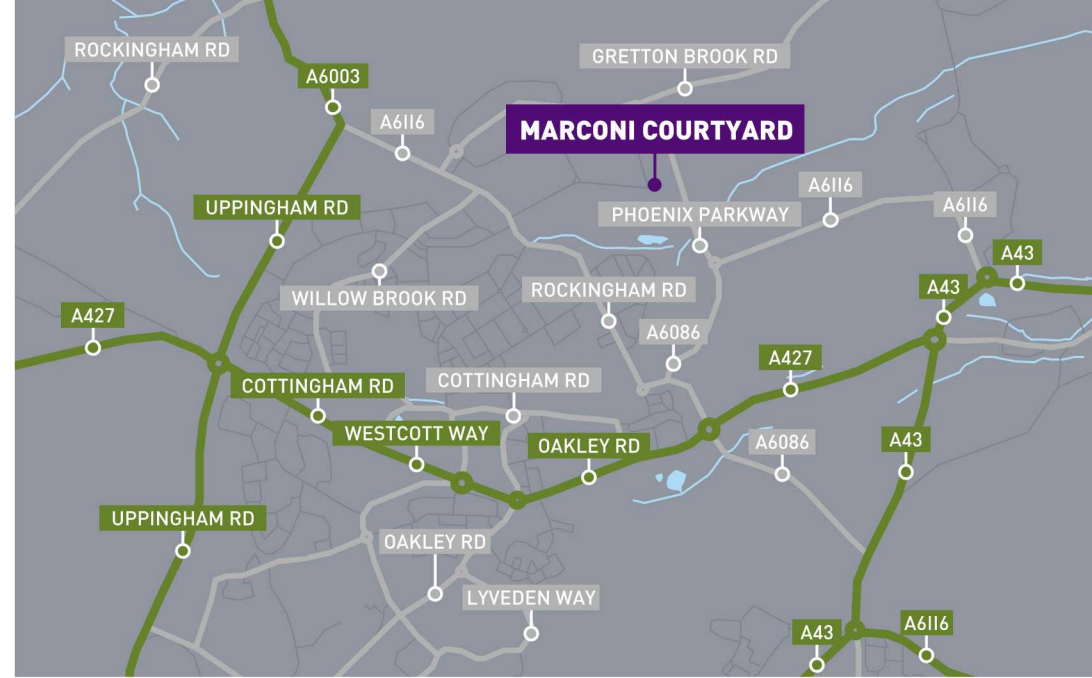 ROCKINGHAM RD
GRETTON BROOK RD
A6003
A6116
MARCONI COURTYARD
A6116
UPPINGHAM RD
PHOENIX PARKWAY
A6116
A43
WILLOW BROOK RD
ROCKINGHAM RD
A43
A427
A6086
A427
COTTINGHAM RD
COTTINGHAM RD
WESTCOTT WAY
OAKLEY RD
A6086
A43
UPPINGHAM RD
OAKLEY RD
LYVEDEN WAY
A43
A6116